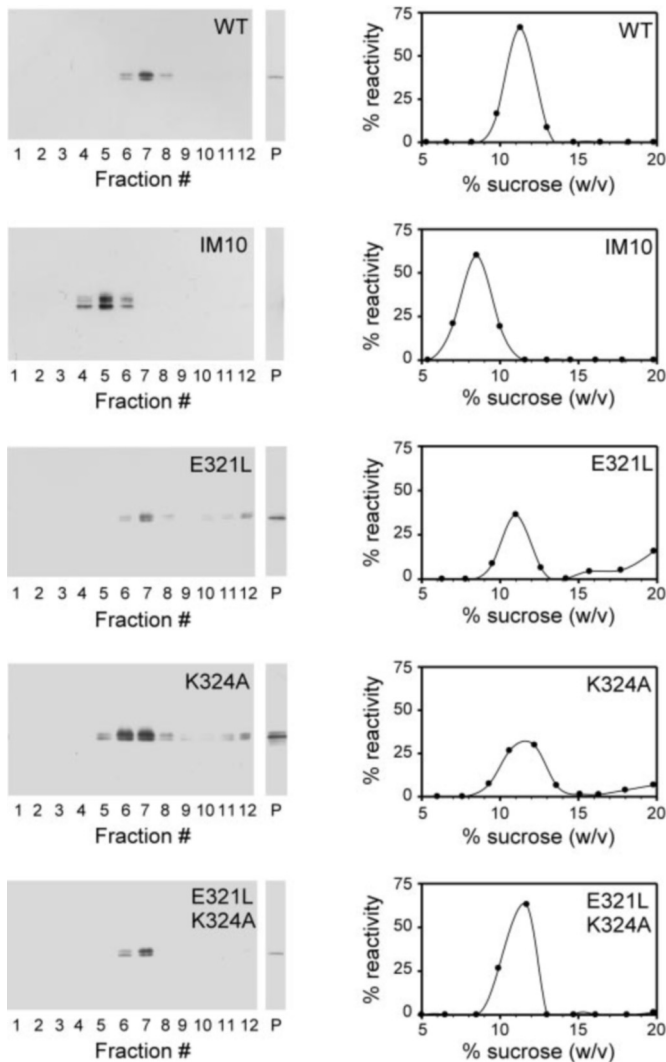 WT
1 2 3 4 5 6 7 8 9 10 11 12 P
Fraction #
75
50
25
0
5 10 15 20
% reactivity
% sucrose (w/v)
WT
IM10
1 2 3 4 5 6 7 8 9 10 11 12 P
Fraction #
75
50
25
0
5 10 15 20
% reactivity
% sucrose (w/v)
IM10
E321L
1 2 3 4 5 6 7 8 9 10 11 12 P
Fraction #
75
50
25
0
5 10 15 20
% reactivity
% sucrose (w/v)
E321L
K324A
1 2 3 4 5 6 7 8 9 10 11 12 P
Fraction #
75
50
25
0
5 10 15 20
% reactivity
% sucrose (w/v)
K324A
E321L
K324A
1 2 3 4 5 6 7 8 9 10 11 12 P
Fraction #
75
50
25
0
5 10 15 20
% reactivity
% sucrose (w/v)
E321L
K324A